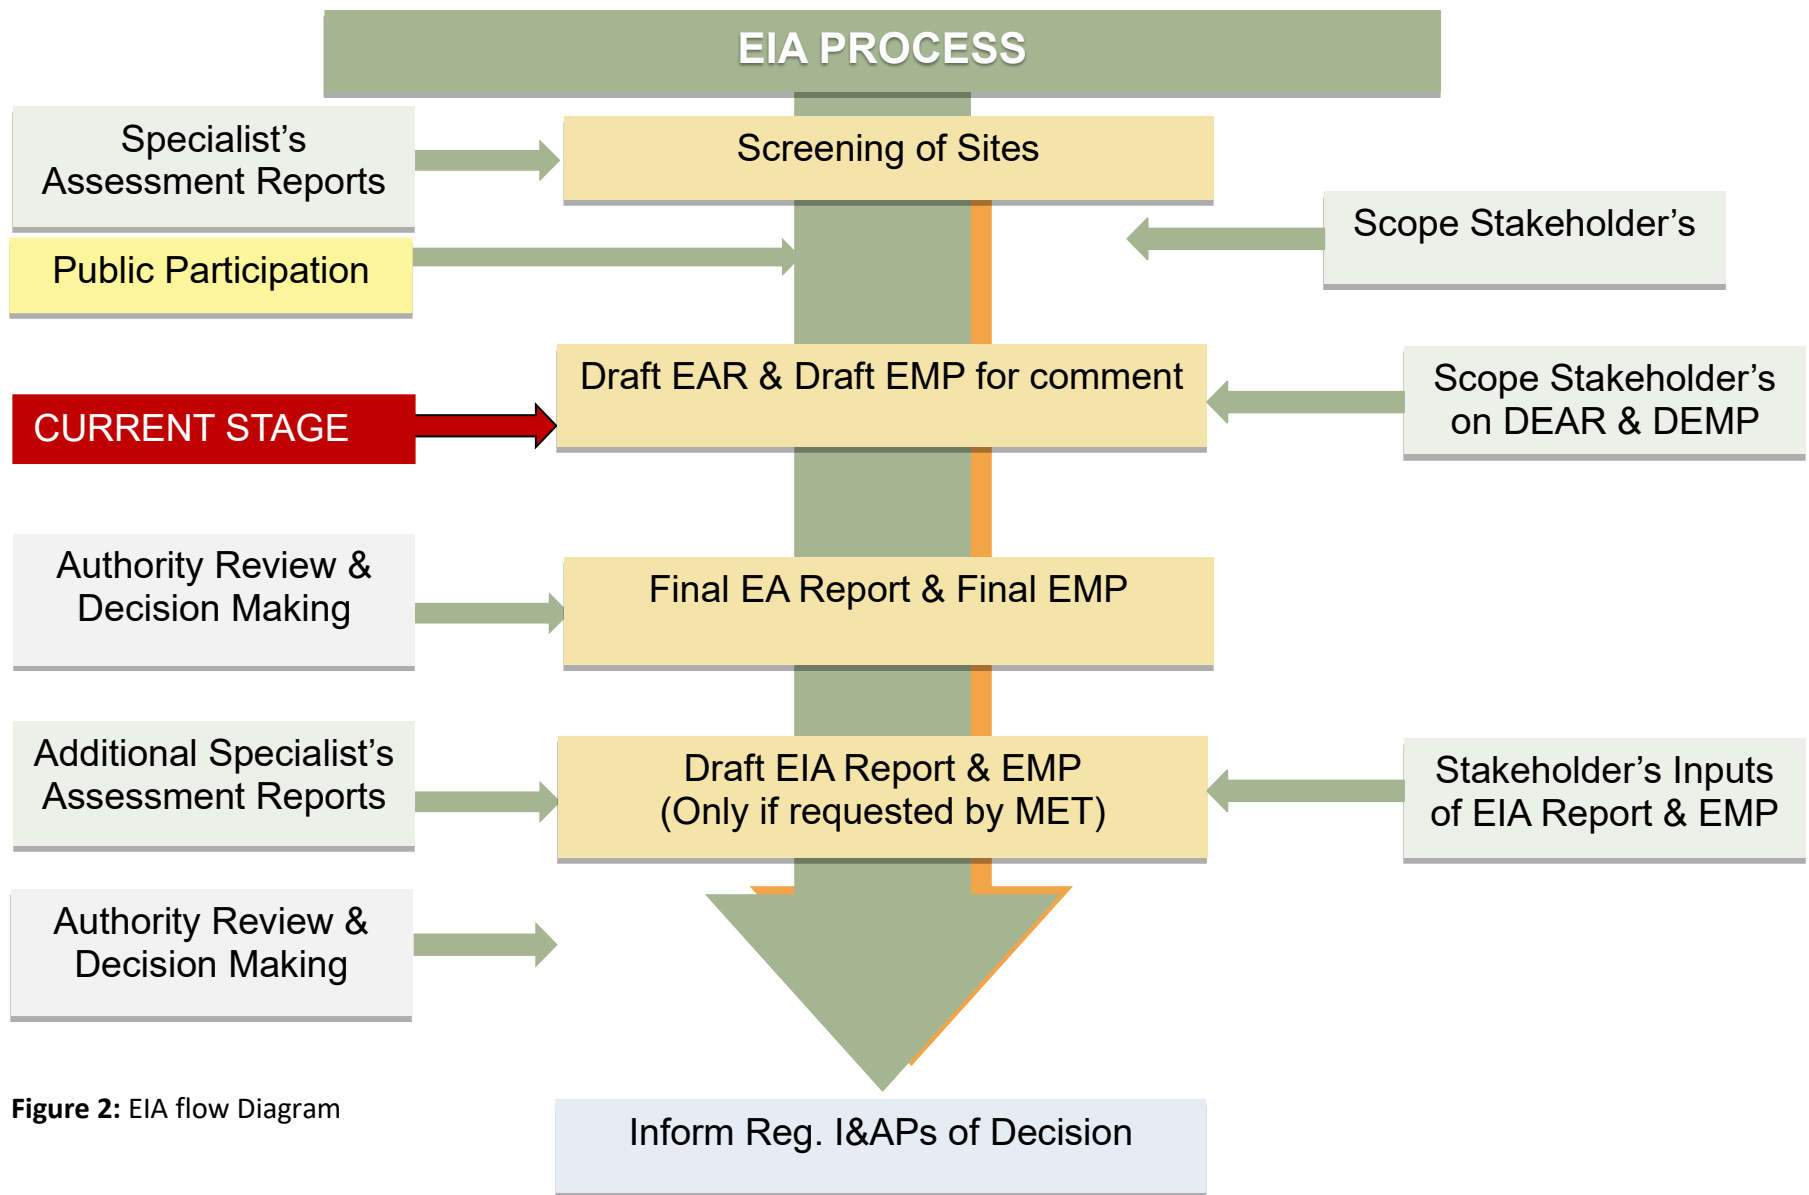 EIA PROCESS
Specialist's
Assessment Reports
Screening of Sites
Scope Stakeholder's
Public Participation
Draft EAR & Draft EMP for comment
Scope Stakeholder's
on DEAR & DEMP
CURRENT STAGE
Authority Review &
Decision Making
Final EA Report & Final EMP
Additional Specialist's
Assessment Reports
Draft EIA Report & EMP
(Only if requested by MET)
Stakeholder's Inputs
of EIA Report & EMP
Authority Review &
Decision Making
Figure 2: EIA flow Diagram
Inform Reg. I&APs of Decision